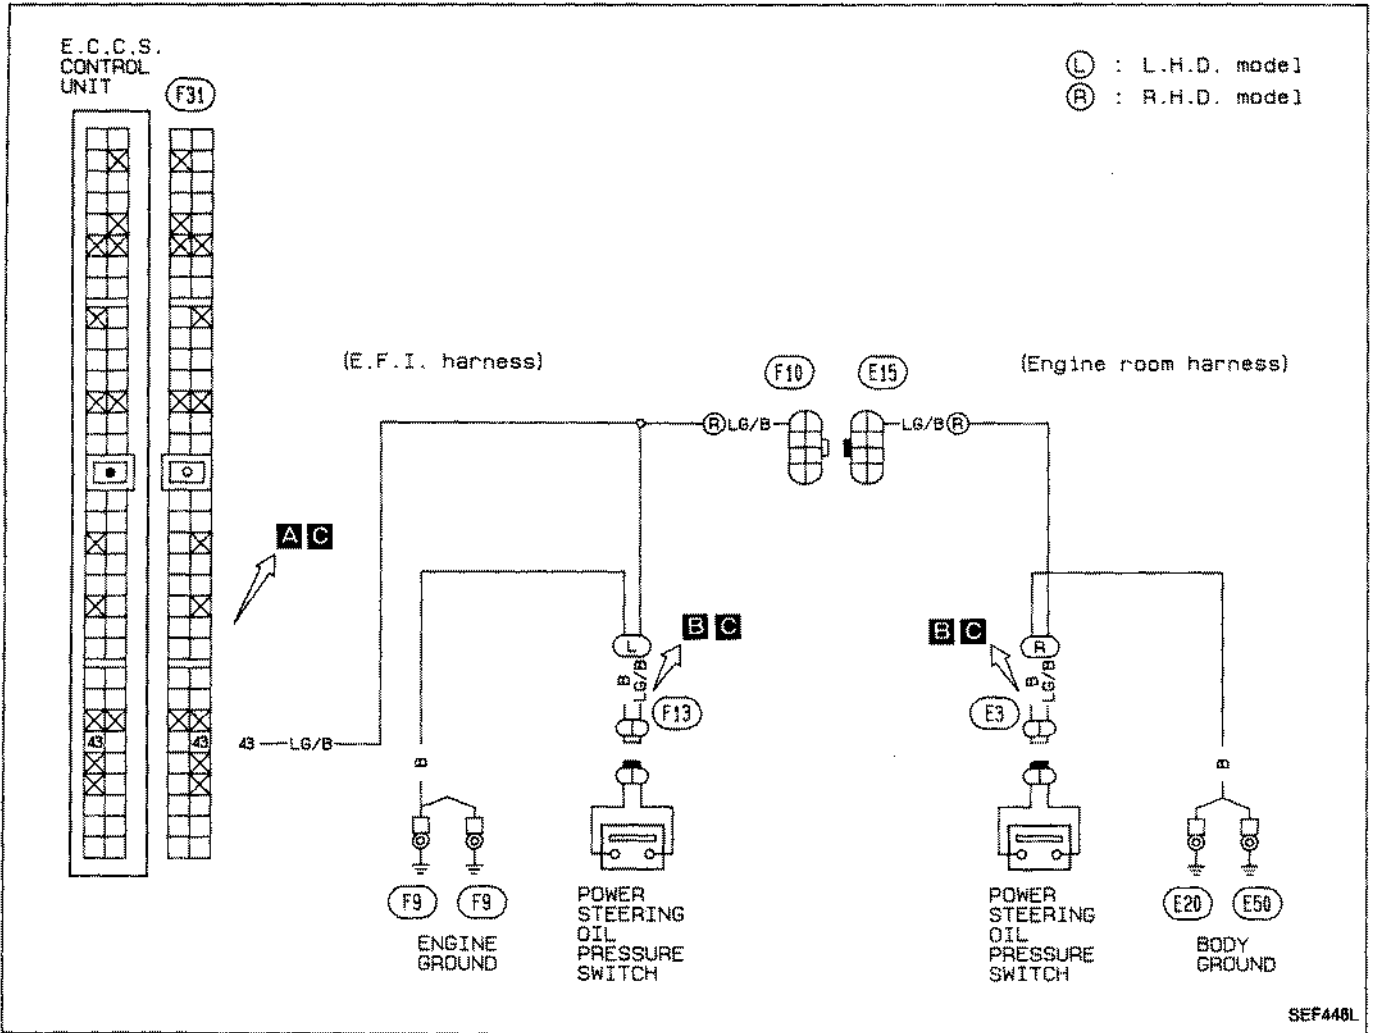 E.C.C.S.
CONTROL
UNIT
F31
L : L.H.D. model
R : R.H.D. model
(E.F.I. harness)
F10
E15
(Engine room harness)
R LG/B
LG/B R
A C
B C
B C
L
R
B
LG/B
B
LG/B
F13
E3
43
43
43
LG/B
B
B
F9
F9
ENGINE
GROUND
POWER
STEERING
OIL
PRESSURE
SWITCH
POWER
STEERING
OIL
PRESSURE
SWITCH
E20
E50
BODY
GROUND
SEF448L